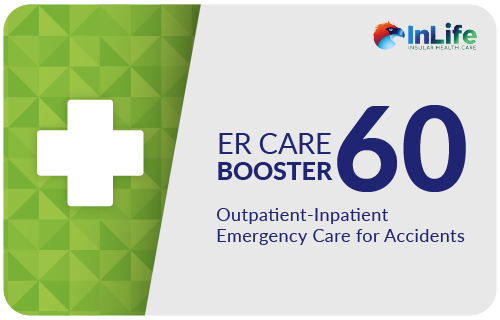 InLife
INSULAR HEALTH CARE
ER CARE
BOOSTER
60
Outpatient-Inpatient
Emergency Care for Accidents